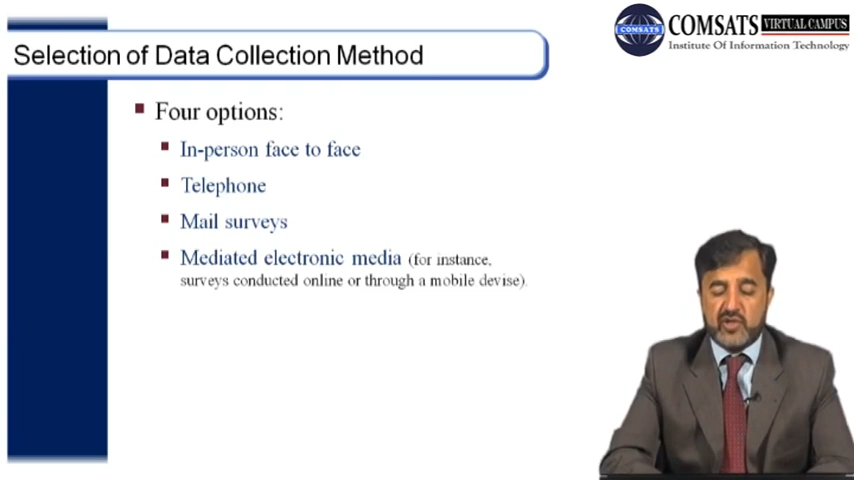 COMSATS VIRTUAL CAMPUS
COMSATS
Institute Of Information Technology
Selection of Data Collection Method
Four options:
In-person face to face
Telephone
Mail surveys
Mediated electronic media (for instance,
surveys conducted online or through a mobile devise).